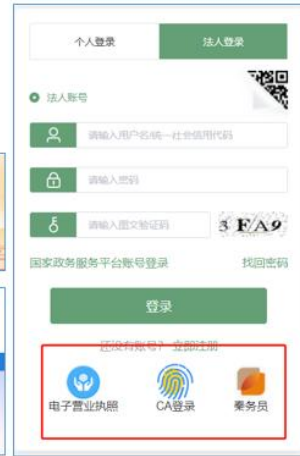 个人登录 法人登录
法人账号
请输入用户名/统一社会信用代码
请输入密码
请输入图文验证码 3 F A 9
国家政务服务平台账号登录 找回密码
登录
还没有账号？ 立即注册
电子营业执照 CA登录 秦务员